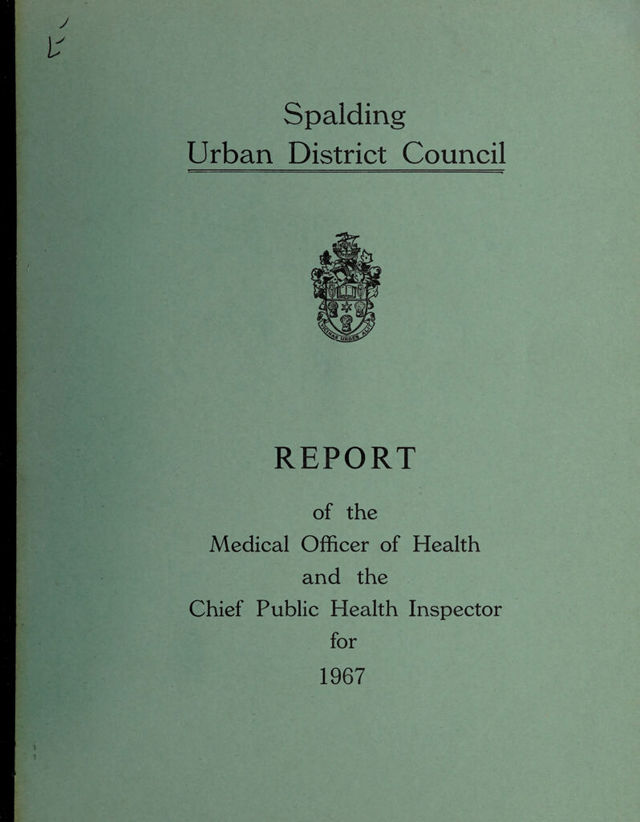 Spalding
Urban District Council
REPORT
of the
Medical Officer of Health
and the
Chief Public Health Inspector
for
1967